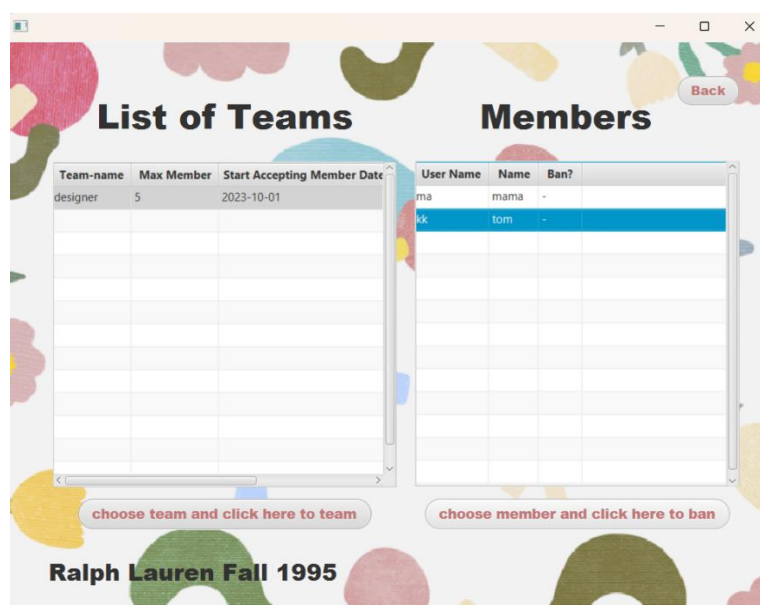 Back
List of Teams
Members
Team-name Max Member Start Accepting Member Date
designer 5 2023-10-01
User Name Name Ban?
ma mama -
kk tom -
choose team and click here to team
choose member and click here to ban
Ralph Lauren Fall 1995